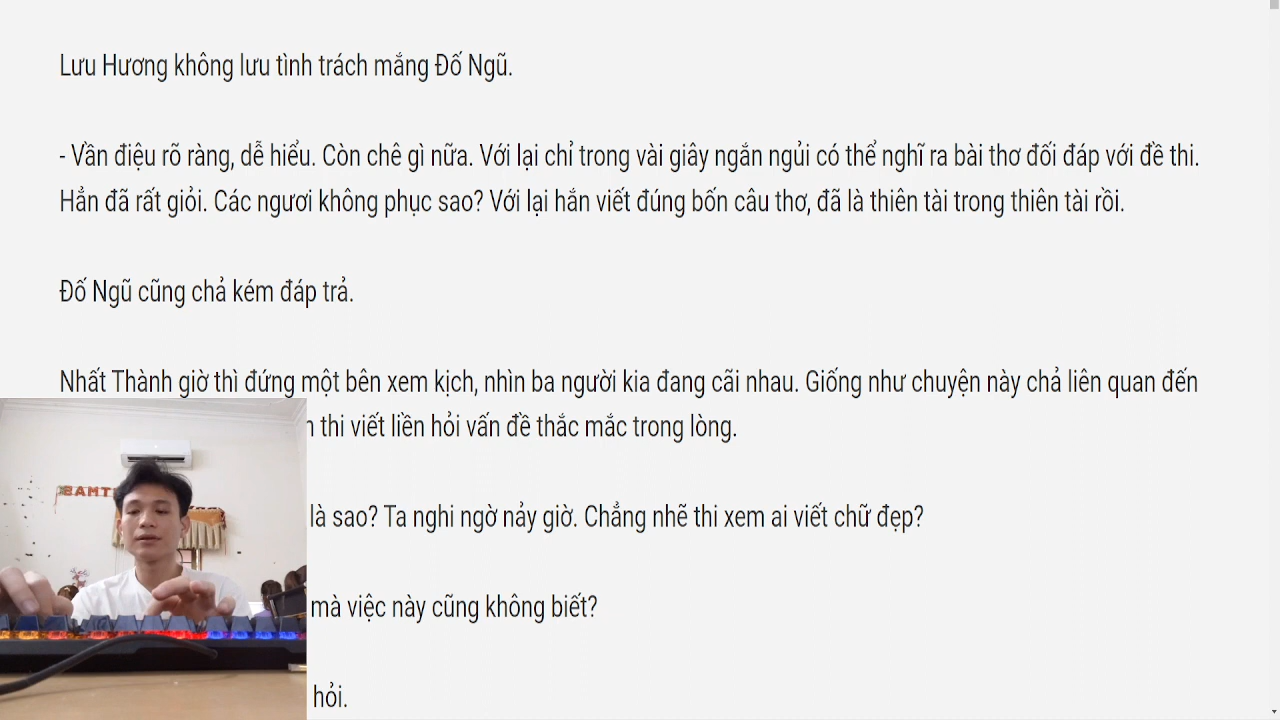 Lưu Hương không lưu tình trách mắng Đố Ngũ.
- Vần điệu rõ ràng, dễ hiểu. Còn chê gì nữa. Với lại chỉ trong vài giây ngắn ngủi có thể nghĩ ra bài thơ đối đáp với đề thi.
Hẳn đã rất giỏi. Các ngươi không phục sao? Với lại hắn viết đúng bốn câu thơ, đã là thiên tài trong thiên tài rồi.
Đố Ngũ cũng chả kém đáp trả.
Nhất Thành giờ thì đứng một bên xem kịch, nhìn ba người kia đang cãi nhau. Giống như chuyện này chả liên quan đến
thi viết liền hỏi vấn đề thắc mắc trong lòng.
là sao? Ta nghi ngờ nảy giờ. Chẳng nhẽ thi xem ai viết chữ đẹp?
mà việc này cũng không biết?
hỏi.